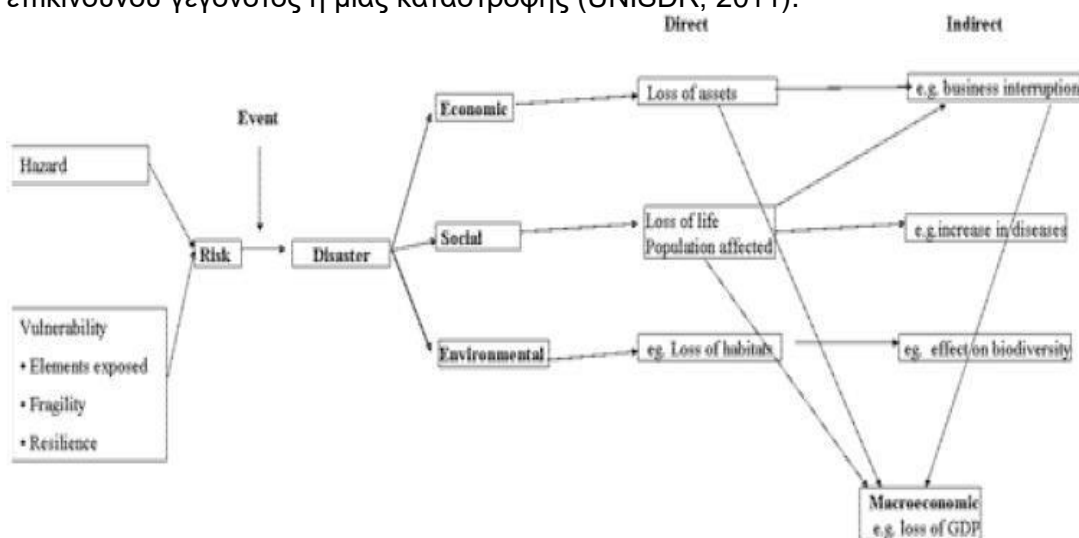 επικίνδυνου γεγονότος ή μιας καταστροφής (UNISDR, 2011).
Direct
Indirect
Event
Hazard
Vulnerability
• Elements exposed
• Fragility
• Resilience
Risk
Disaster
Economic
Social
Environmental
Loss of assets
Loss of life
Population affected
eg. Loss of habitats
e.g. business interruption
e.g.increase in diseases
eg. effect on biodiversity
Macroeconomic
e.g. loss of GDP